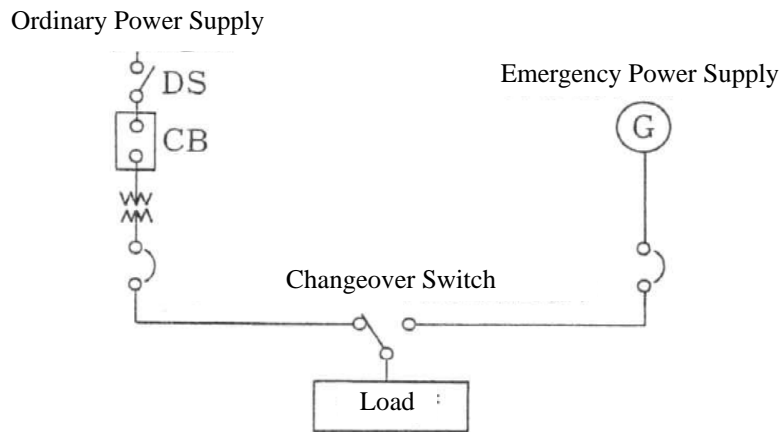 Ordinary Power Supply
Emergency Power Supply
DS
CB
G
Changeover Switch
Load :